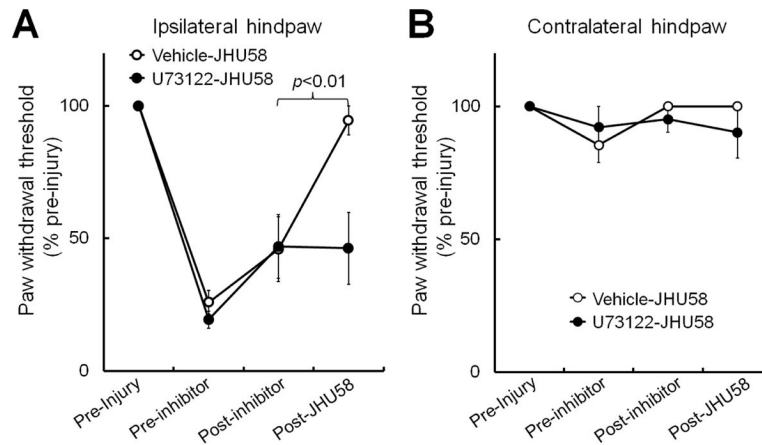 A
Ipsilateral hindpaw
Vehicle-JHU58
U73122-JHU58
p<0.01
Paw withdrawal threshold
(% pre-injury)
100
50
0
Pre-Injury
Pre-inhibitor
Post-inhibitor
Post-JHU58
B
Contralateral hindpaw
Paw withdrawal threshold
(% pre-injury)
100
50
0
Vehicle-JHU58
U73122-JHU58
Pre-Injury
Pre-inhibitor
Post-inhibitor
Post-JHU58